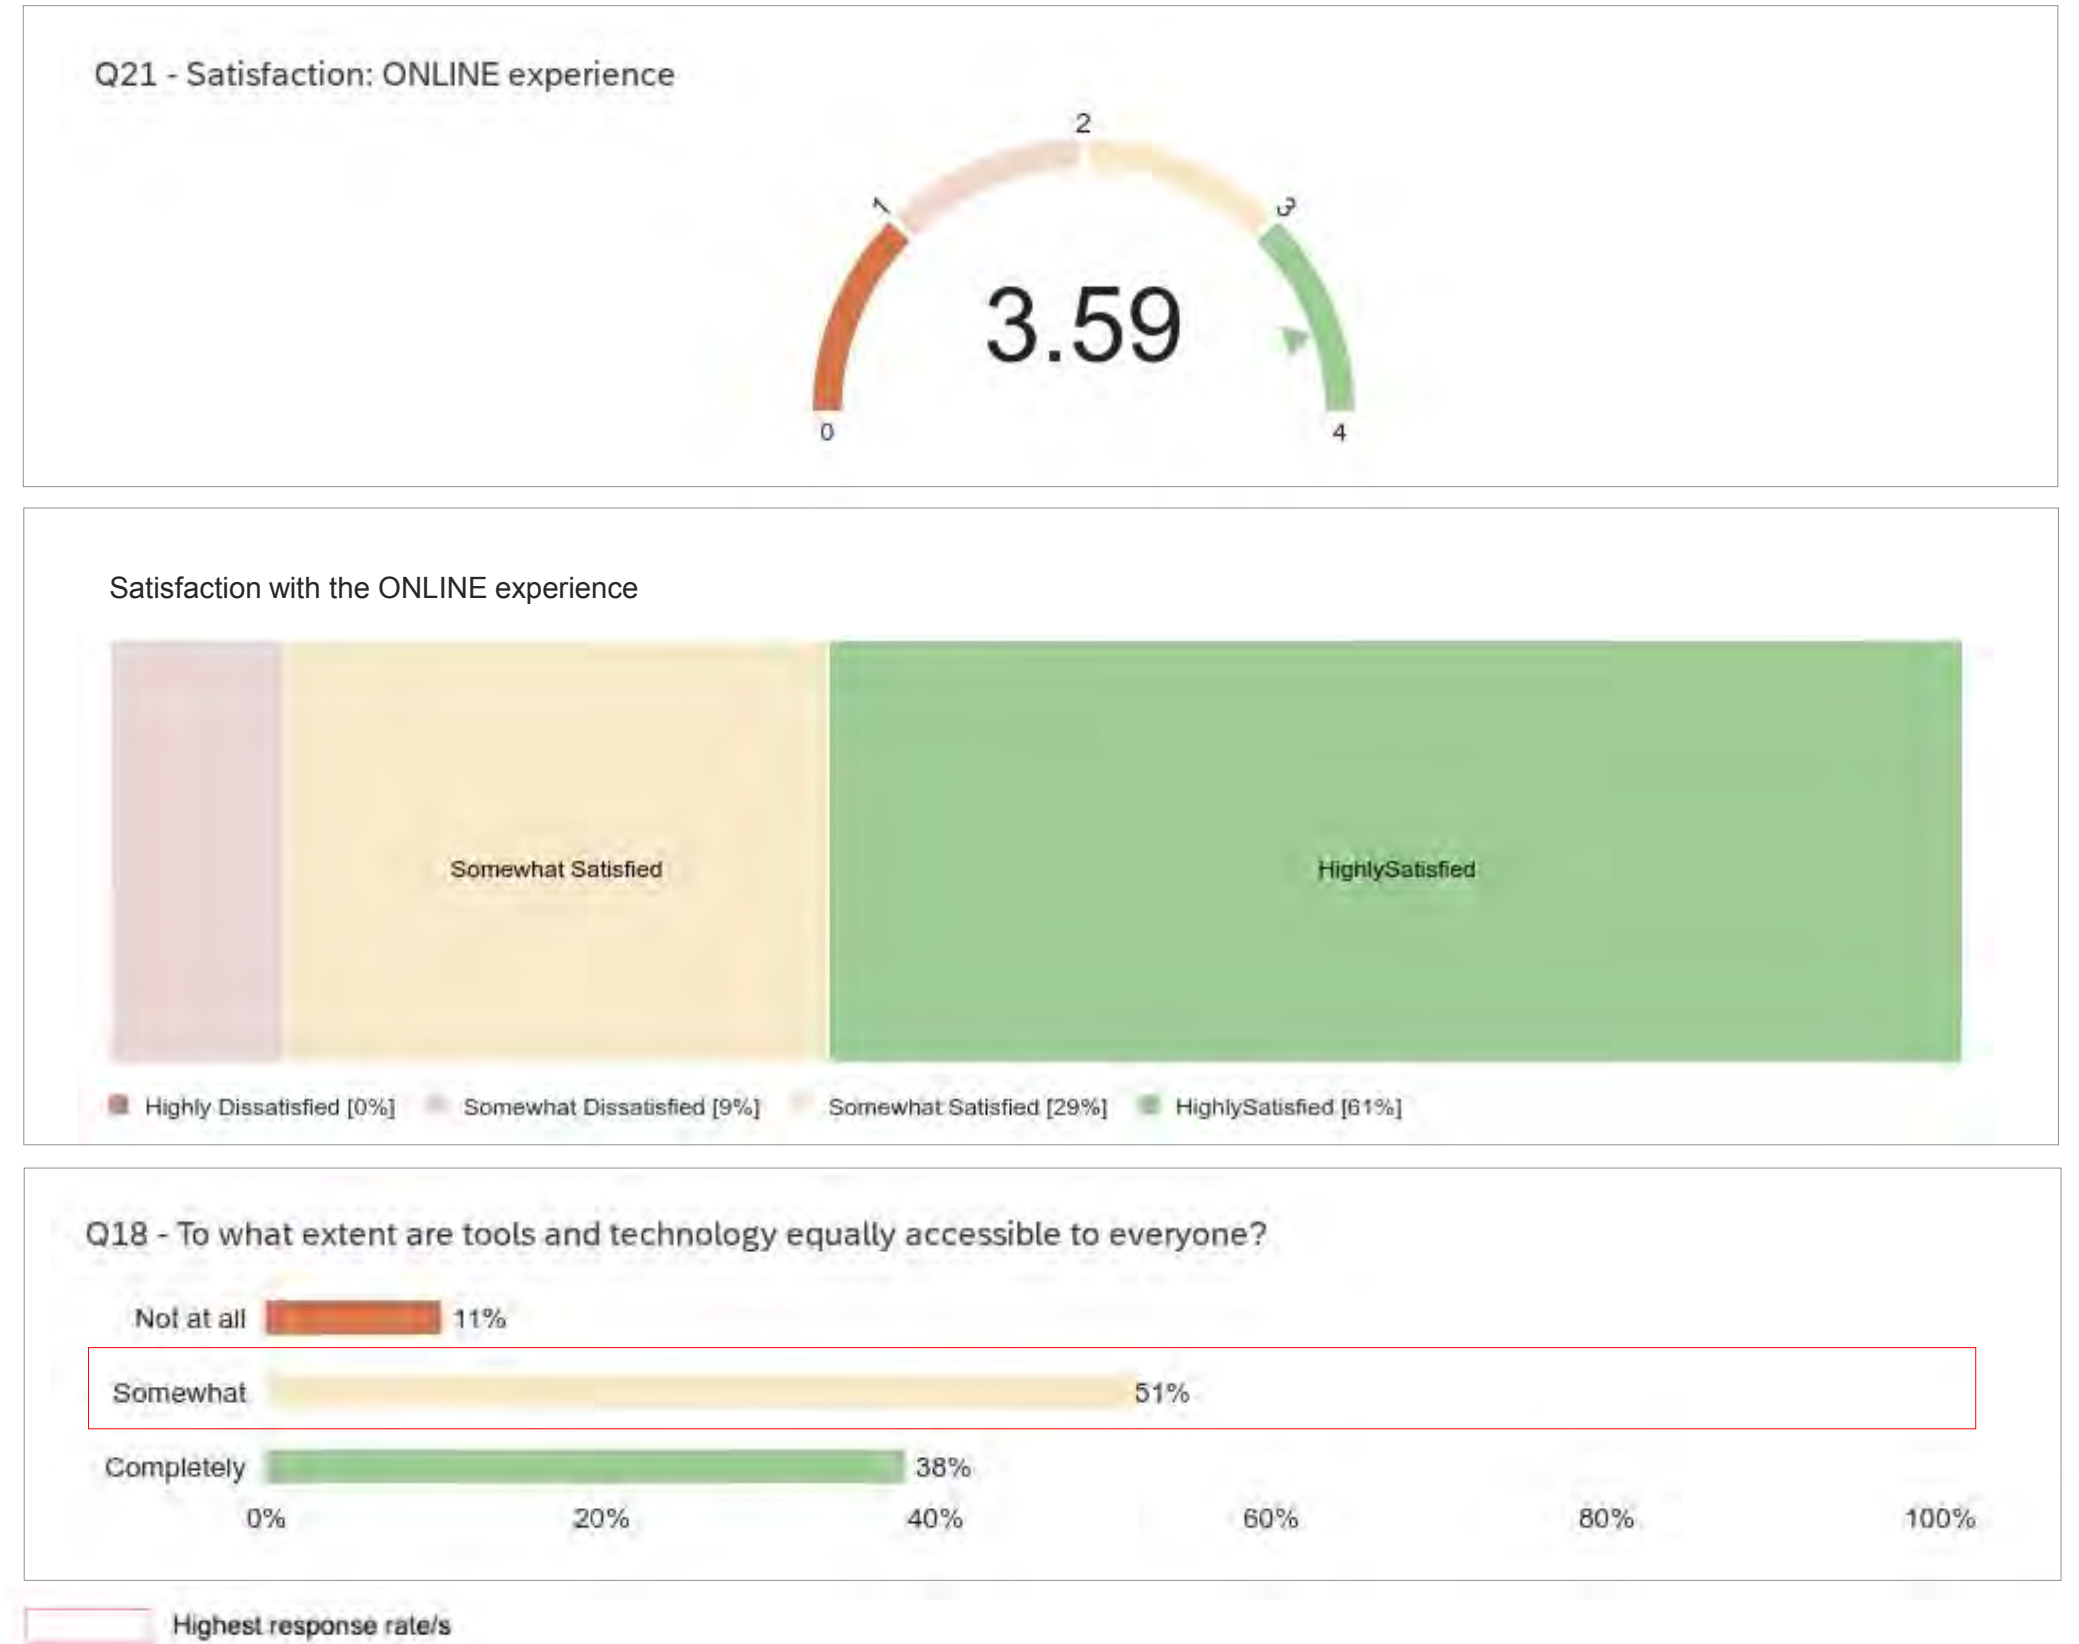 Q21 - Satisfaction: ONLINE experience
2
1
3
3.59
0
4
Satisfaction with the ONLINE experience
Somewhat Satisfied
HighlySatisfied
Highly Dissatisfied [0%] Somewhat Dissatisfied [9%] Somewhat Satisfied [29%] HighlySatisfied [61%]
Q18 - To what extent are tools and technology equally accessible to everyone?
Not at all 11%
Somewhat 51%
Completely 38%
0% 20% 40% 60% 80% 100%
Highest response rate/s